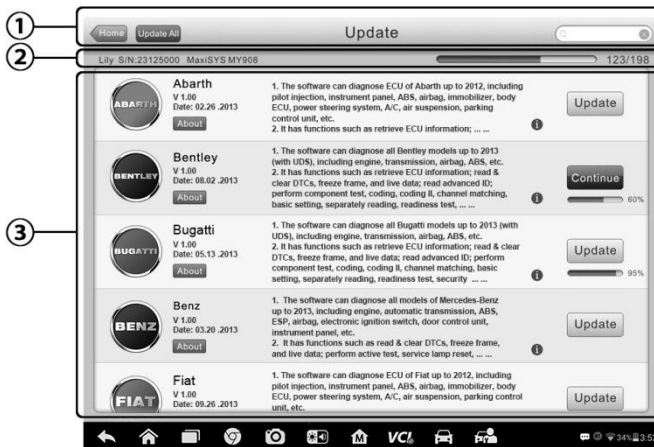 ① Home Update All Update
② Lily S/N:23125000 MaxiSYS MY908 123/198
③
ABARTH
Abarth
V 1.00
Date: 02.26 .2013
About
1. The software can diagnose ECU of Abarth up to 2012, including
pilot injection, instrument panel, ABS, airbag, immobilizer, body
ECU, power steering system, A/C, air suspension, parking
control unit, etc.
2. It has functions such as retrieve ECU information; ... ...
Update
BENTLEY
Bentley
V 1.00
Date: 08.02 .2013
About
1. The software can diagnose all Bentley models up to 2013
(with UDS), including engine, transmission, airbag, ABS, etc.
2. It has functions such as retrieve ECU information; read &
clear DTCs, freeze frame, and live data; read advanced ID;
perform component test, coding, coding II, channel matching,
basic setting, separately reading, readiness test, ... ...
Continue
60%
BUGATTI
Bugatti
V 1.00
Date: 05.13 .2013
About
1. The software can diagnose all Bugatti models up to 2013 (with
UDS), including engine, transmission, airbag, ABS, etc.
2. It has functions such as retrieve ECU information; read & clear
DTCs, freeze frame, and live data; read advanced ID; perform
component test, coding, coding II, channel matching, basic
setting, separately reading, readiness test, security ... ...
Update
95%
BENZ
Benz
V 1.00
Date: 03.20 .2013
About
1. The software can diagnose all models of Mercedes-Benz
up to 2013, including engine, automatic transmission, ABS,
ESP, airbag, electronic ignition switch, door control unit,
instrument panel, etc.
2. It has functions such as read & clear DTCs, freeze frame,
and live data; perform active test, service lamp reset, ... ...
Update
FIAT
Fiat
V 1.00
Date: 09.26 .2013
1. The software can diagnose ECU of Fiat up to 2012, including
pilot injection, instrument panel, ABS, airbag, immobilizer, body
ECU, power steering system, A/C, air suspension, parking control
unit, etc.
Update
M VCI 34%